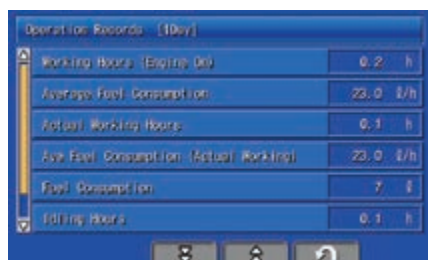 Operation Records [1Day]
Working Hours (Engine On) 0.2 h
Average Fuel Consumption 23.0 ℓ/h
Actual Working Hours 0.1 h
Ave Fuel Consumption (Actual Working) 23.0 ℓ/h
Fuel Consumption 7 ℓ
Idling Hours 0.1 h